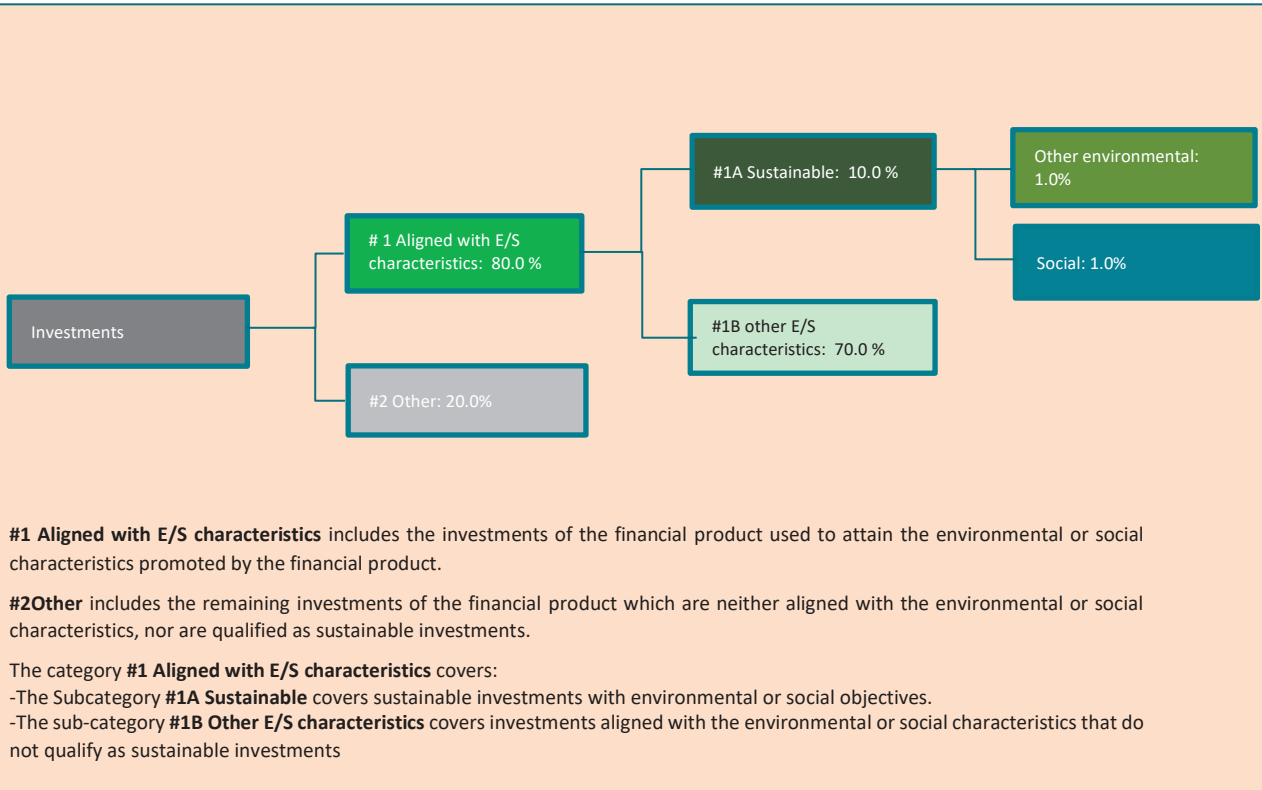 Investments
# 1 Aligned with E/S
characteristics:  80.0 %
#2 Other: 20.0%
#1A Sustainable:  10.0 %
#1B other E/S
characteristics:  70.0 %
Other environmental:
1.0%
Social: 1.0%
#1 Aligned with E/S characteristics includes the investments of the financial product used to attain the environmental or social
characteristics promoted by the financial product.
#2Other includes the remaining investments of the financial product which are neither aligned with the environmental or social
characteristics, nor are qualified as sustainable investments.
The category #1 Aligned with E/S characteristics covers:
-The Subcategory #1A Sustainable covers sustainable investments with environmental or social objectives.
-The sub-category #1B Other E/S characteristics covers investments aligned with the environmental or social characteristics that do
not qualify as sustainable investments